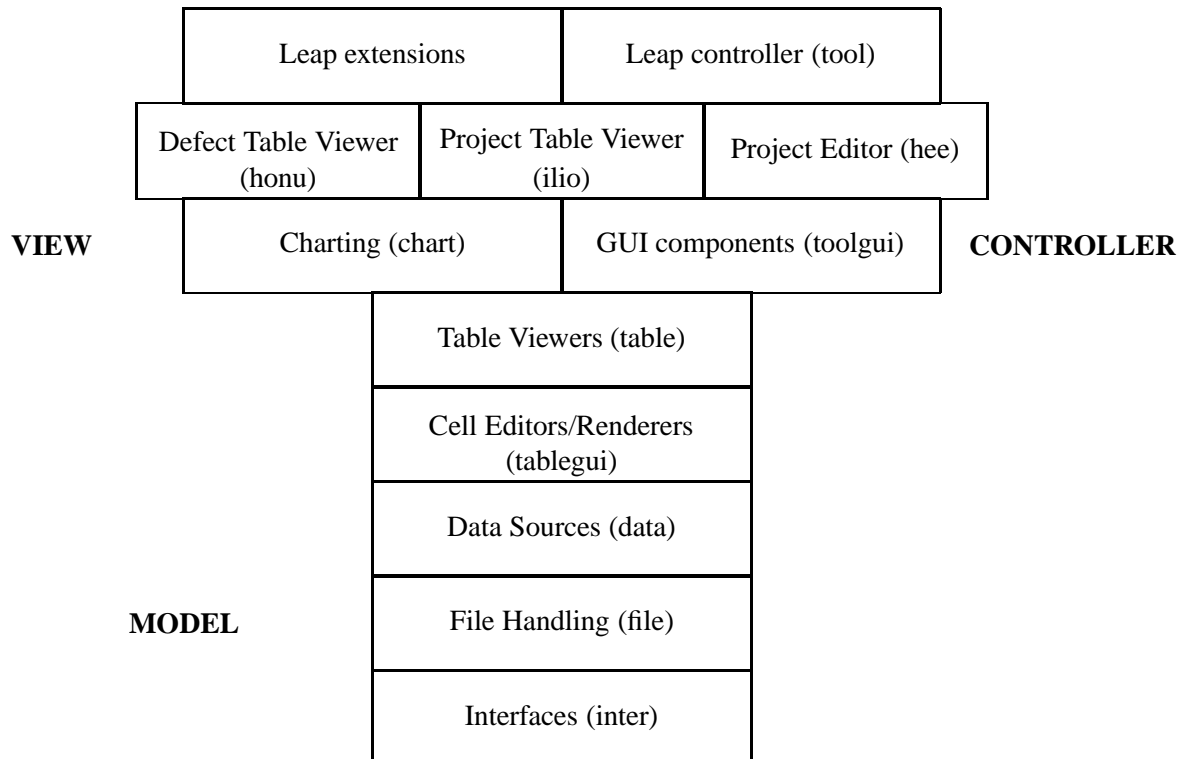 Leap extensions
Leap controller (tool)
Defect Table Viewer
(honu)
Project Table Viewer
(ilio)
Project Editor (hee)
VIEW
Charting (chart)
GUI components (toolgui)
CONTROLLER
Table Viewers (table)
Cell Editors/Renderers
(tablegui)
Data Sources (data)
MODEL
File Handling (file)
Interfaces (inter)